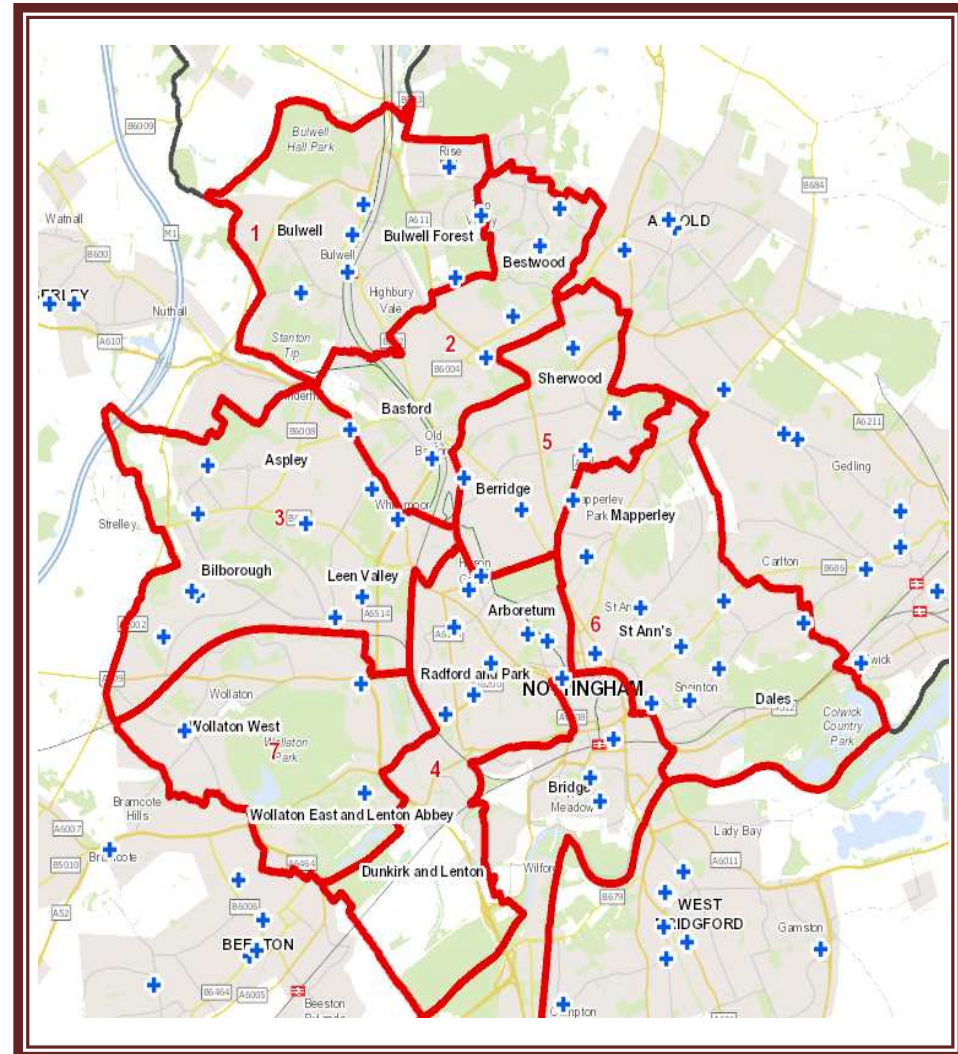 Bulwell
Hall Park
B6009
Rise
B684
Watnall
A611
M1
1
Bulwell
Bulwell Forest
Bulwell
B600
Bestwood
Highbury
Vale
Nuthall
A610
Stanton
Tip
2
B6004
Sherwood
Basford
Old
B6008
A6211
5
Aspley
Gedling
Berridge
3
Mapperley
Park
Mapperley
Strelley
Carlton
B686
Bilborough
Leen Valley
Arboretum
A6514
St Ann's
6
A6002
Radford and Park
NOTTINGHAM
Wollaton
Dales
Wollaton West
Wollaton
Park
7
Colwick
Country
Park
4
Bridge
Meadow
Bramcote
Hills
Wollaton East and Lenton Abbey
A6007
Lady Bay
B5010
Bramcote
A6464
Dunkirk and Lenton
Wilford
A6011
B679
A52
B6006
WEST
BRIDGFORD
Gamston
BEESTON
B6464
A6005
Beeston
Clifton